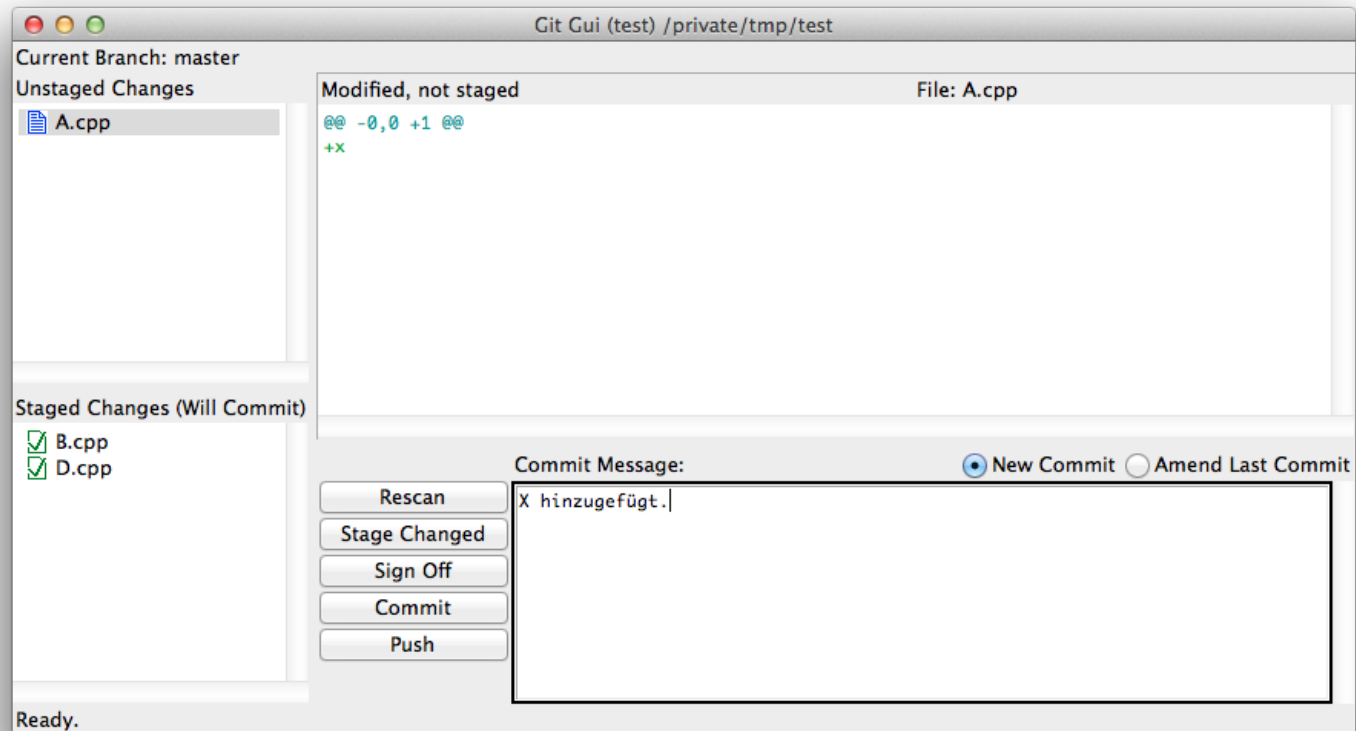 Git Gui (test) /private/tmp/test
Current Branch: master
Unstaged Changes
A.cpp
Modified, not staged File: A.cpp
@@ -0,0 +1 @@
+x
Staged Changes (Will Commit)
B.cpp
D.cpp
Commit Message: New Commit Amend Last Commit
Rescan
Stage Changed
Sign Off
Commit
Push
X hinzugefügt.
Ready.